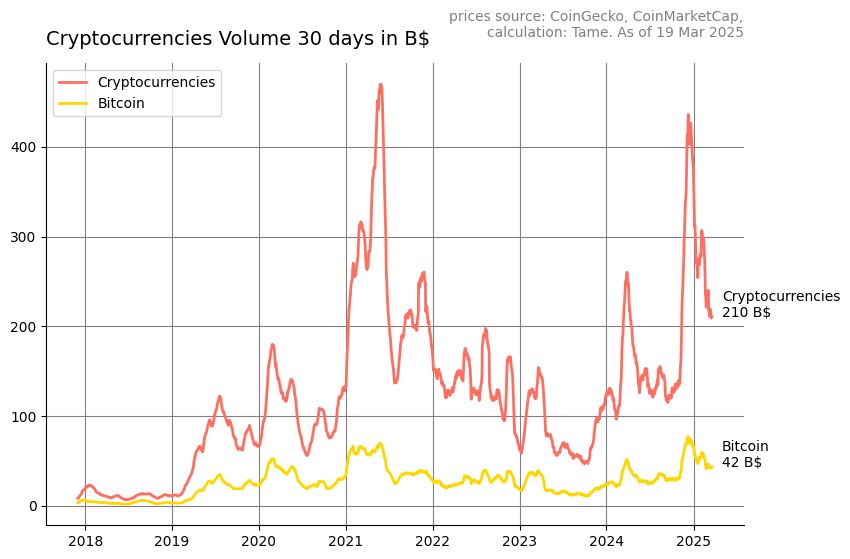 prices source: CoinGecko, CoinMarketCap,
calculation: Tame. As of 19 Mar 2025
Cryptocurrencies Volume 30 days in B$
Cryptocurrencies
Bitcoin
400
300
200
100
0
Cryptocurrencies
210 B$
Bitcoin
42 B$
2018 2019 2020 2021 2022 2023 2024 2025